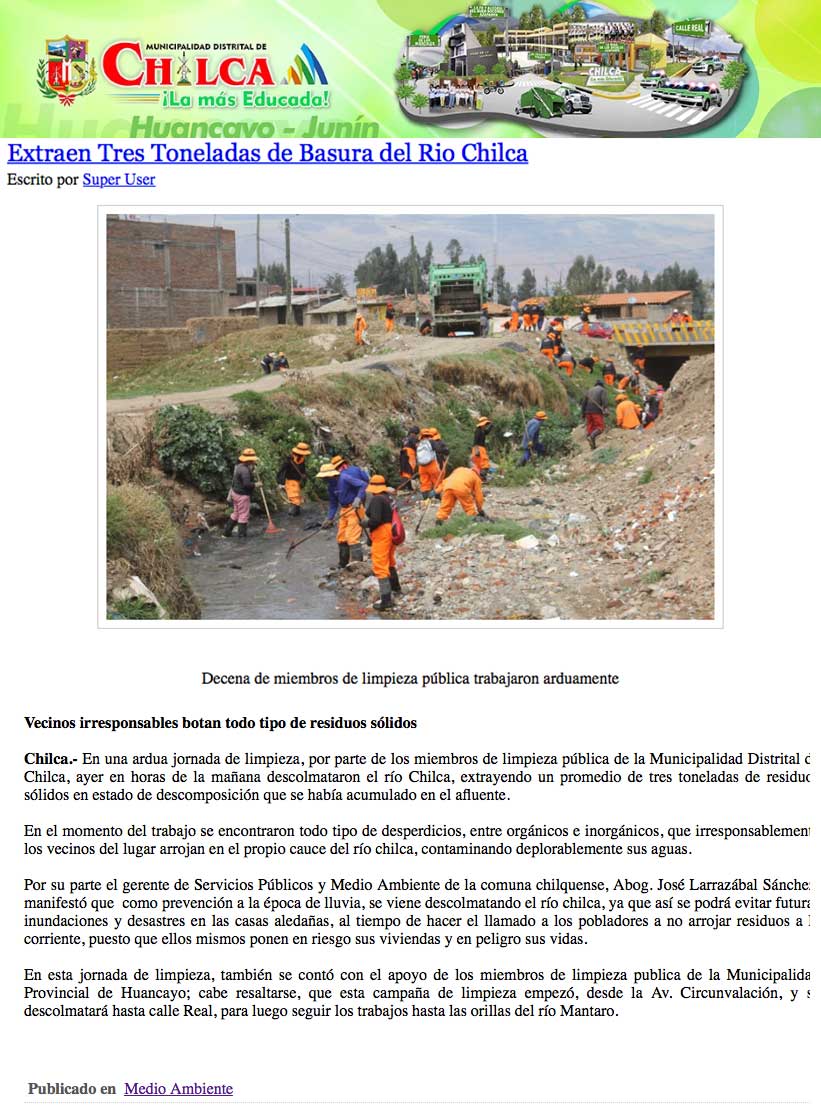 MUNICIPALIDAD DISTRITAL DE
CHILCA
¡La más Educada!
Huancayo - Junín
CALLE REAL
CHILCA
Extraen Tres Toneladas de Basura del Rio Chilca
Escrito por Super User
Decena de miembros de limpieza pública trabajaron arduamente
Vecinos irresponsables botan todo tipo de residuos sólidos
Chilca.- En una ardua jornada de limpieza, por parte de los miembros de limpieza pública de la Municipalidad Distrital d
Chilca, ayer en horas de la mañana descolmataron el río Chilca, extrayendo un promedio de tres toneladas de residuo
sólidos en estado de descomposición que se había acumulado en el afluente.
En el momento del trabajo se encontraron todo tipo de desperdicios, entre orgánicos e inorgánicos, que irresponsablement
los vecinos del lugar arrojan en el propio cauce del río chilca, contaminando deplorablemente sus aguas.
Por su parte el gerente de Servicios Públicos y Medio Ambiente de la comuna chilquense, Abog. José Larrazábal Sánchez
manifestó que como prevención a la época de lluvia, se viene descolmatando el río chilca, ya que así se podrá evitar futura
inundaciones y desastres en las casas aledañas, al tiempo de hacer el llamado a los pobladores a no arrojar residuos a l
corriente, puesto que ellos mismos ponen en riesgo sus viviendas y en peligro sus vidas.
En esta jornada de limpieza, también se contó con el apoyo de los miembros de limpieza publica de la Municipalida
Provincial de Huancayo; cabe resaltarse, que esta campaña de limpieza empezó, desde la Av. Circunvalación, y s
descolmatará hasta calle Real, para luego seguir los trabajos hasta las orillas del río Mantaro.
Publicado en Medio Ambiente